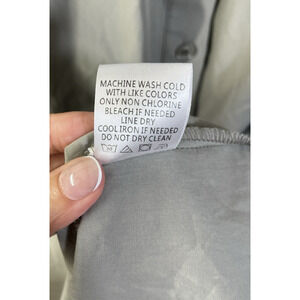 MACHINE WASH COLD
WITH LIKE COLORS
ONLY NON CHLORINE
BLEACH IF NEEDED
LINE DRY
COOL IRON IF NEEDED
DO NOT DRY CLEAN